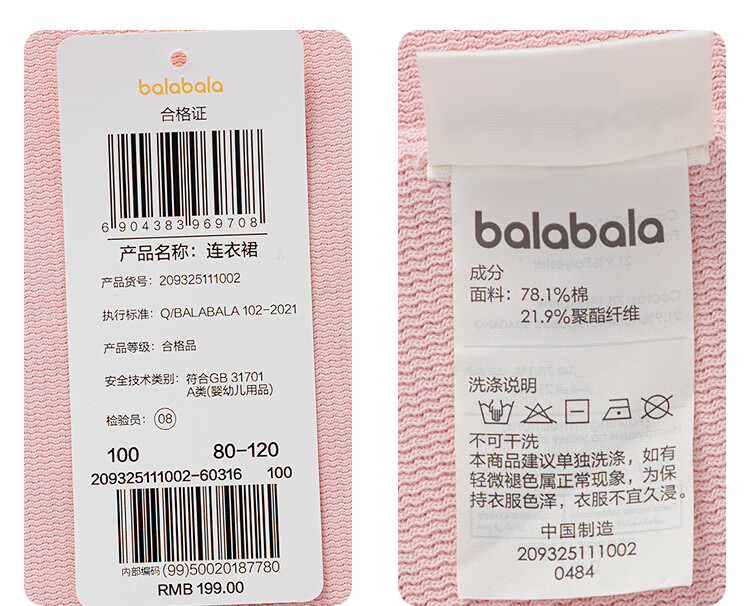 balabala
合格证
6 904383 969708
产品名称：连衣裙
产品货号：209325111002
执行标准：Q/BALABALA 102-2021
产品等级：合格品
安全技术类别：符合GB 31701
A类(婴幼儿用品)
检验员：08
100 80-120
209325111002-60316 100
内部编码 (99)50020187780
RMB 199.00
balabala
成分
面料：78.1%棉
21.9%聚酯纤维
洗涤说明
不可干洗
本商品建议单独洗涤，如有
轻微褪色属正常现象，为保
持衣服色泽，衣服不宜久浸。
中国制造
209325111002
0484